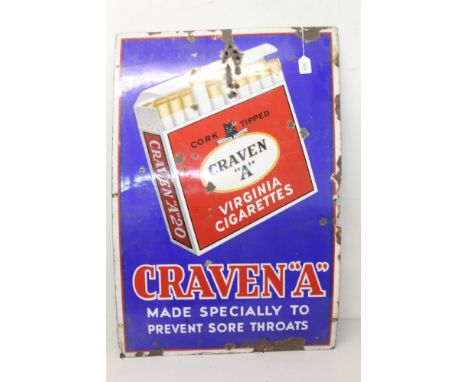 CORK TIPPED
CRAVEN
"A"
VIRGINIA
CIGARETTES
CRAVEN "A" 20
CRAVEN "A"
MADE SPECIALLY TO
PREVENT SORE THROATS